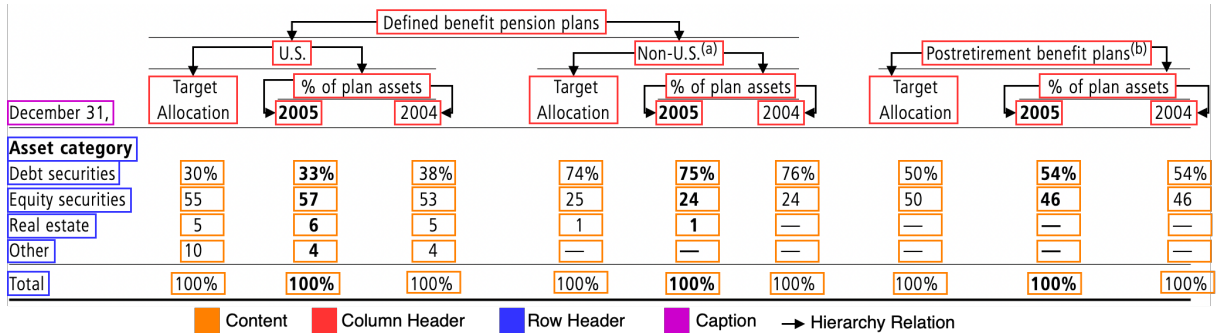 Defined benefit pension plans
U.S. Non-U.S.(a) Postretirement benefit plans(b)
Target % of plan assets Target % of plan assets Target % of plan assets
December 31, Allocation 2005 2004 Allocation 2005 2004 Allocation 2005 2004
Asset category
Debt securities 30% 33% 38% 74% 75% 76% 50% 54% 54%
Equity securities 55 57 53 25 24 24 50 46 46
Real estate 5 6 5 1 1 — — — —
Other 10 4 4 — — — — — —
Total 100% 100% 100% 100% 100% 100% 100% 100% 100%
Content Column Header Row Header Caption Hierarchy Relation